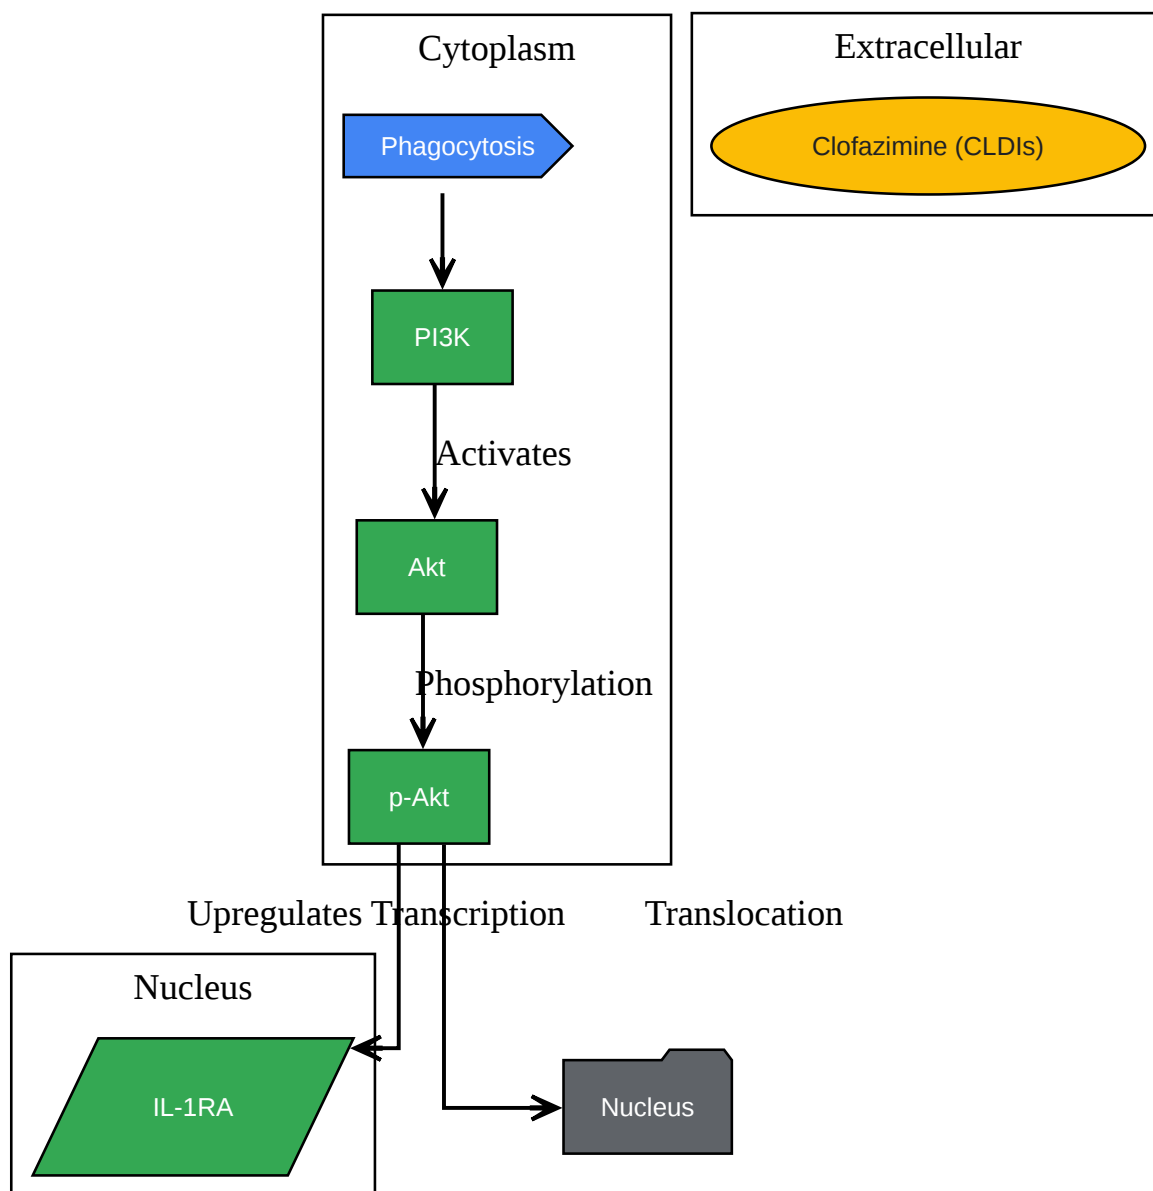 Cytoplasm
Extracellular
Phagocytosis
Clofazimine (CLDIs)
PI3K
Activates
Akt
Phosphorylation
p-Akt
Upregulates Transcription
Translocation
Nucleus
IL-1RA
Nucleus